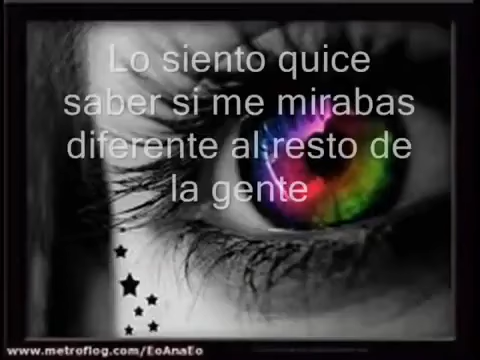 Lo siento quice
saber si me mirabas
diferente al resto de
la gente
www.metroflog.com/EoAnaEo